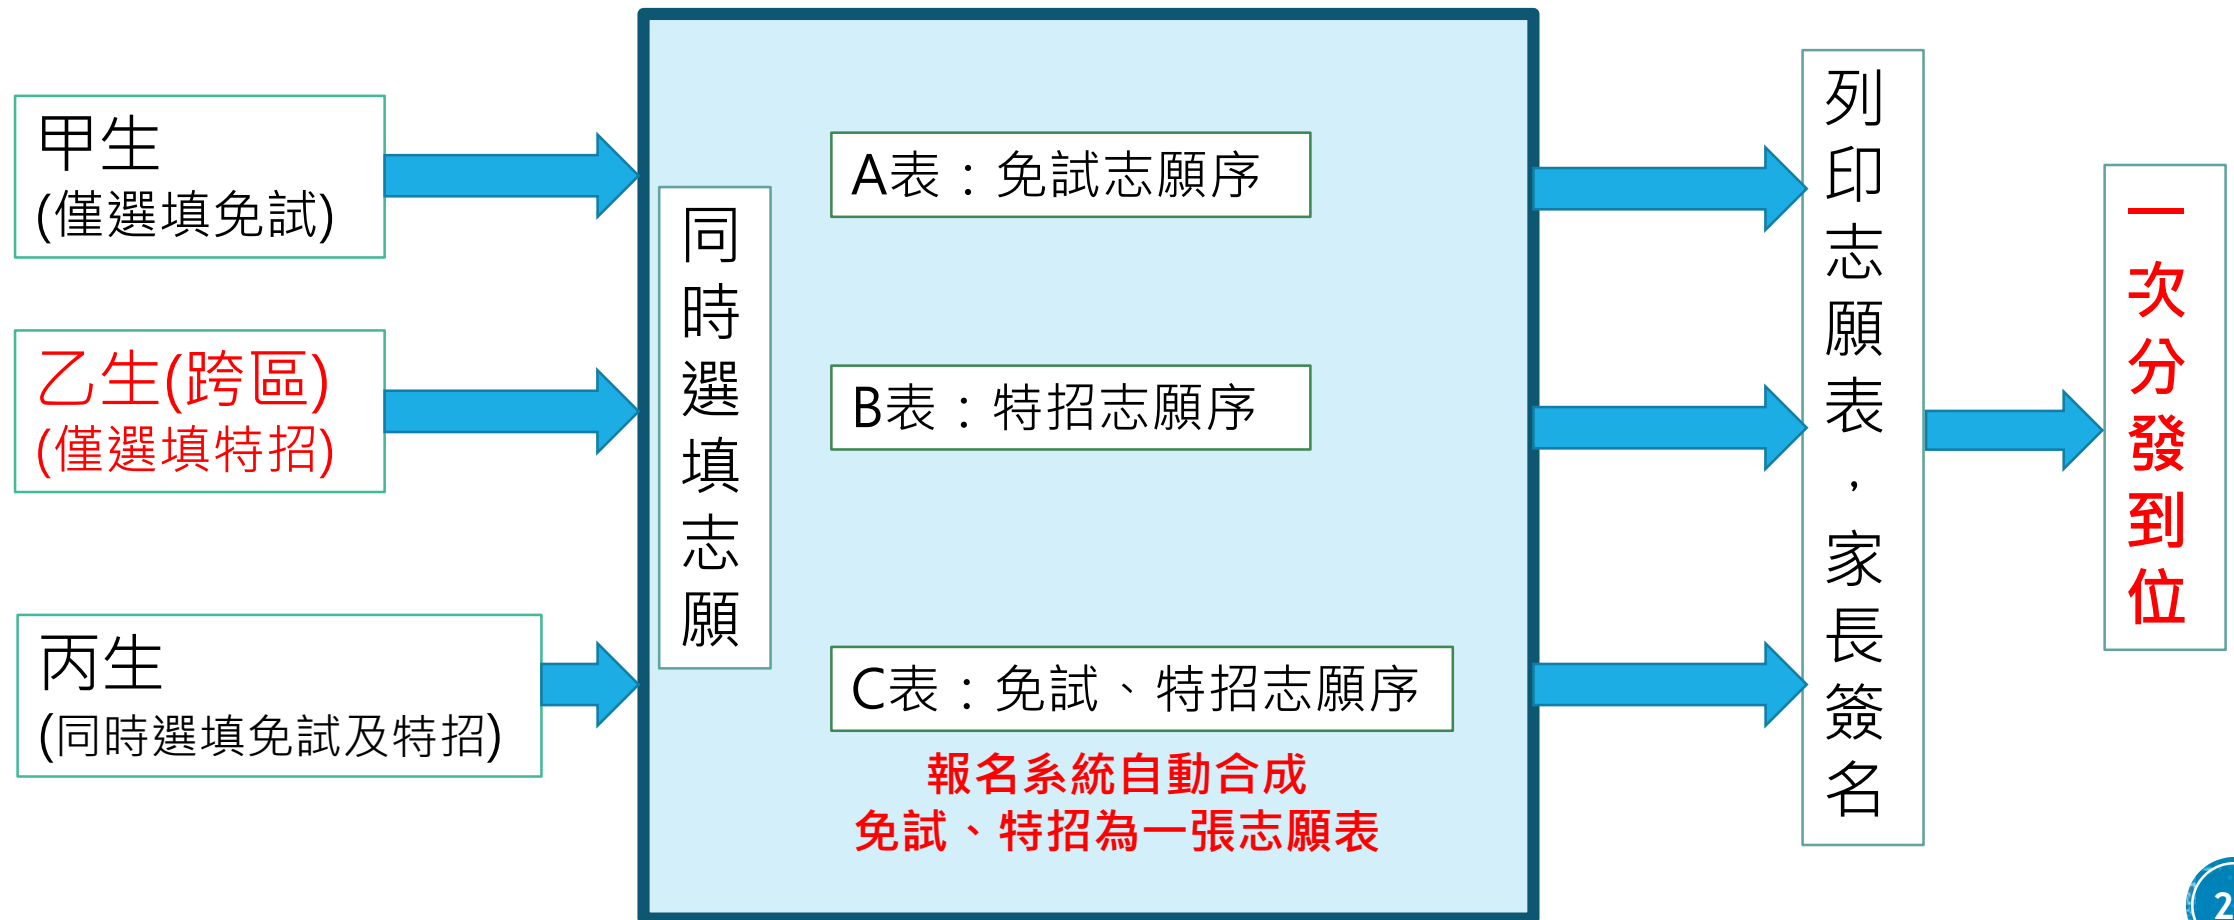 甲生
(僅選填免試)
乙生(跨區)
(僅選填特招)
丙生
(同時選填免試及特招)
同時選填志願
A表：免試志願序
B表：特招志願序
C表：免試、特招志願序
報名系統自動合成
免試、特招為一張志願表
列印志願表，家長簽名
一次分發到位